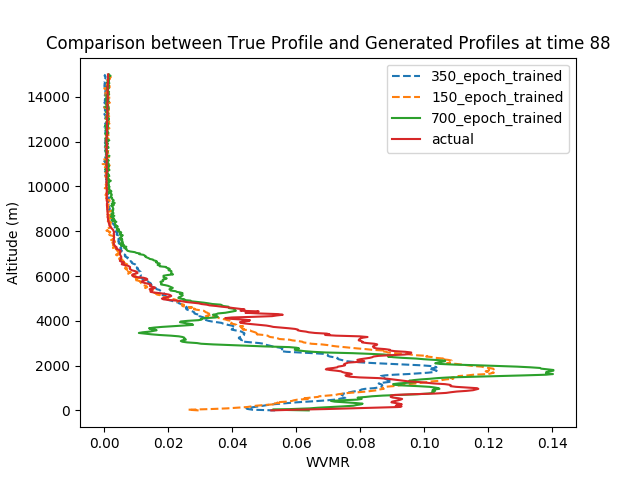 Comparison between True Profile and Generated Profiles at time 88
350_epoch_trained
150_epoch_trained
700_epoch_trained
actual
14000
12000
10000
8000
6000
4000
2000
0
Altitude (m)
0.00 0.02 0.04 0.06 0.08 0.10 0.12 0.14
WVMR